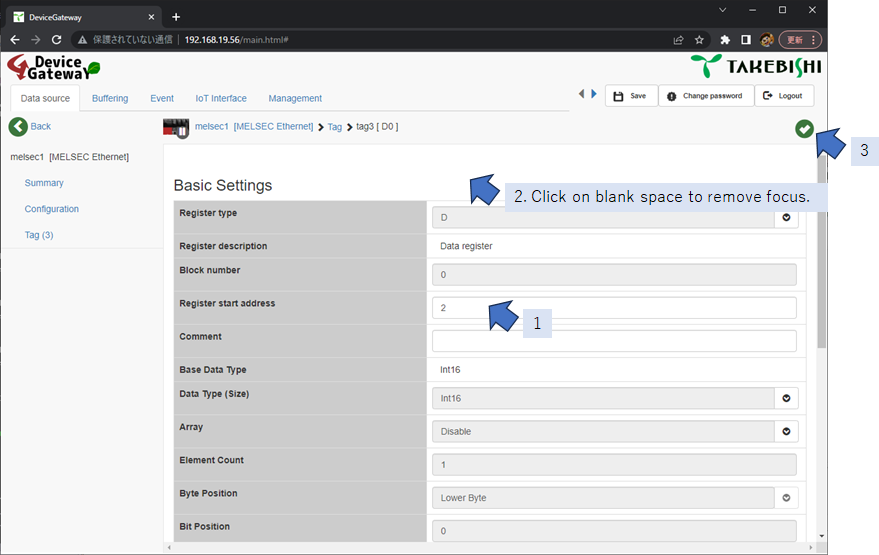 DeviceGateway
保護されていない通信 | 192.168.19.56/main.html#
更新
Device
Gateway
TAKEBISHI
Data source
Buffering
Event
IoT Interface
Management
Save
Change password
Logout
Back
melsec1 [MELSEC Ethernet]
Tag
tag3 [ D0 ]
3
melsec1 [MELSEC Ethernet]
Summary
Configuration
Tag (3)
Basic Settings
2. Click on blank space to remove focus.
Register type
D
Register description
Data register
Block number
0
Register start address
2
1
Comment
Base Data Type
Int16
Data Type (Size)
Int16
Array
Disable
Element Count
1
Byte Position
Lower Byte
Bit Position
0